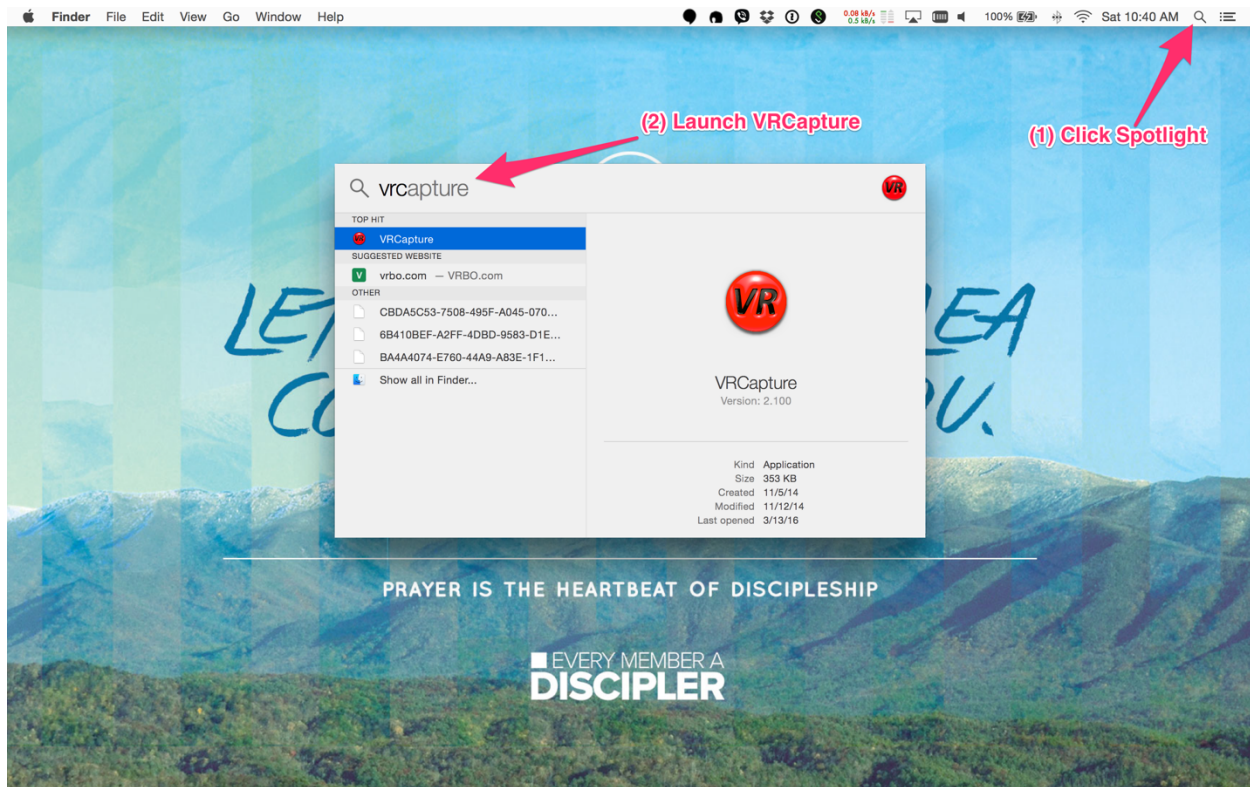 Finder File Edit View Go Window Help 0.08 kB/s 0.5 kB/s 100% Sat 10:40 AM
(2) Launch VRCapture
(1) Click Spotlight
vrcapture
VR
TOP HIT
VRCapture
SUGGESTED WEBSITE
V vrbo.com — VRBO.com
OTHER
CBDA5C53-7508-495F-A045-070...
6B410BEF-A2FF-4DBD-9583-D1E...
BA4A4074-E760-44A9-A83E-1F1...
Show all in Finder...
VR
VRCapture
Version: 2.100
Kind Application
Size 353 KB
Created 11/5/14
Modified 11/12/14
Last opened 3/13/16
PRAYER IS THE HEARTBEAT OF DISCIPLESHIP
EVERY MEMBER A
DISCIPLER